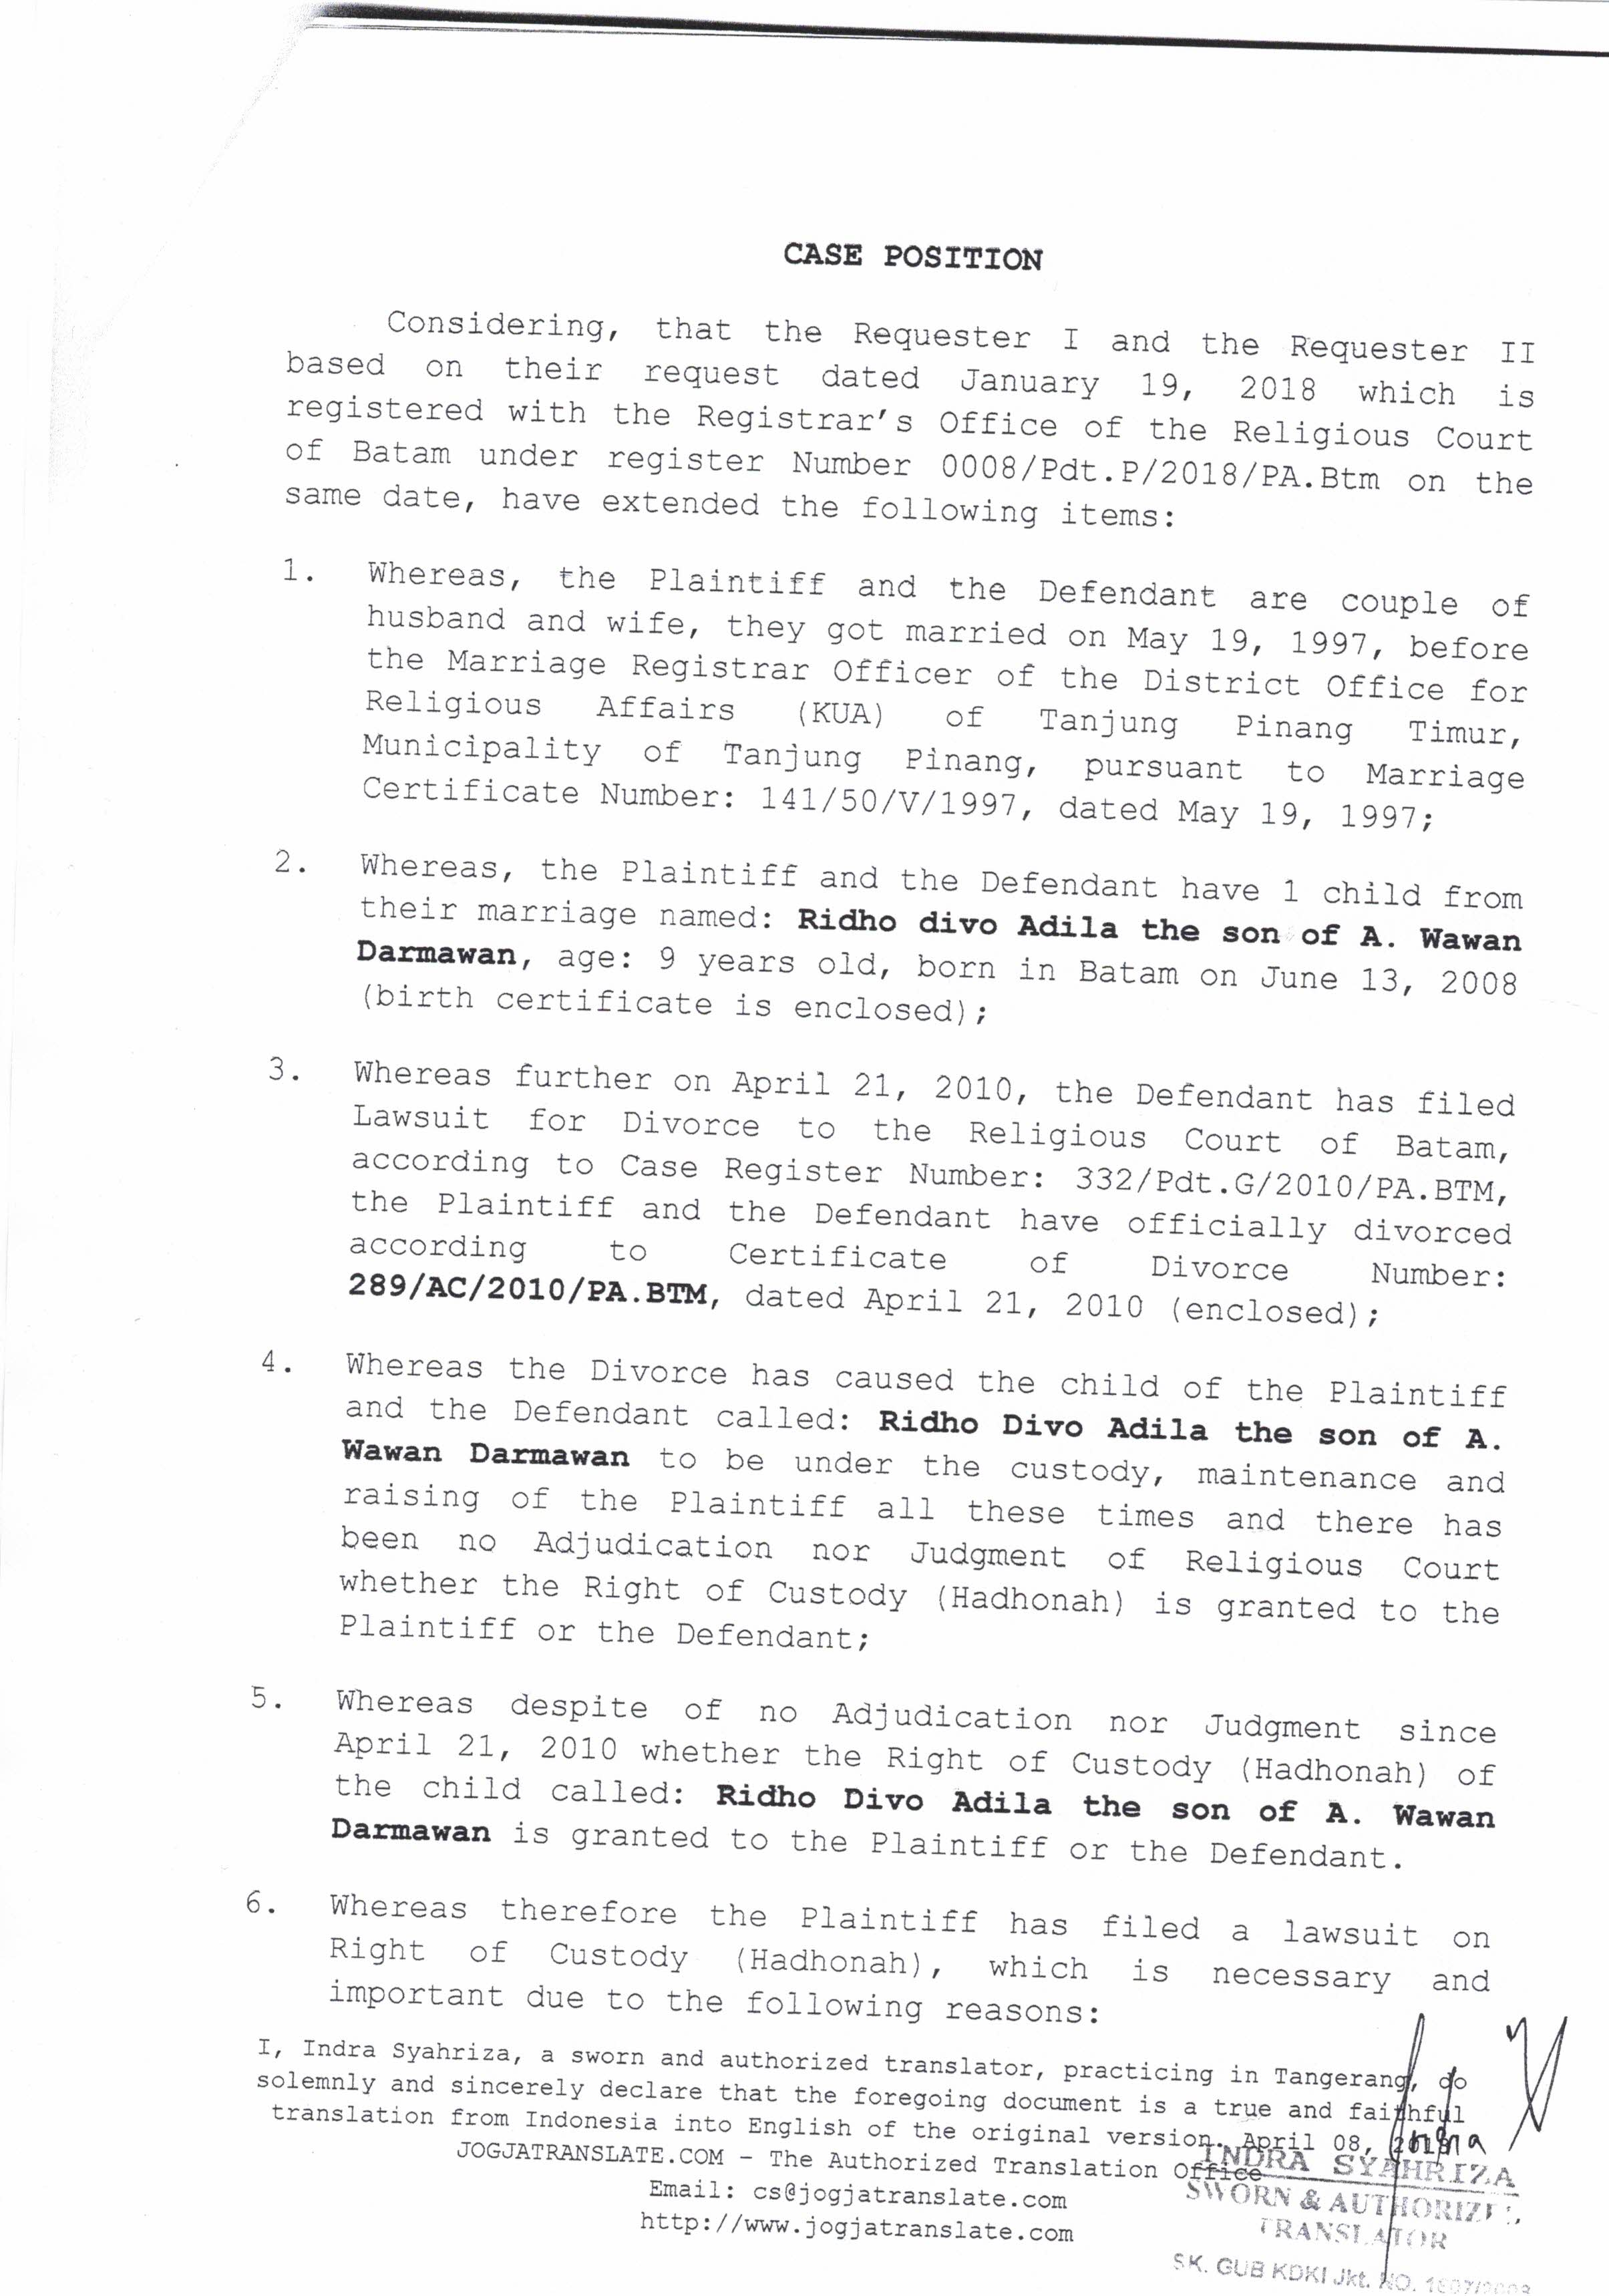 CASE POSITION
Considering, that the Requester I and the Requester II
based on their request dated January 19, 2018 which is
registered with the Registrar's Office of the Religious Court
of Batam under register Number 0008/Pdt.P/2018/PA.Btm on the
same date, have extended the following items:
1. Whereas, the Plaintiff and the Defendant are couple of
husband and wife, they got married on May 19, 1997, before
the Marriage Registrar Officer of the District Office for
Religious Affairs (KUA) of Tanjung Pinang Timur,
Municipality of Tanjung Pinang, pursuant to Marriage
Certificate Number: 141/50/V/1997, dated May 19, 1997;
2. Whereas, the Plaintiff and the Defendant have 1 child from
their marriage named: Ridho divo Adila the son of A. Wawan
Darmawan, age: 9 years old, born in Batam on June 13, 2008
(birth certificate is enclosed);
3. Whereas further on April 21, 2010, the Defendant has filed
Lawsuit for Divorce to the Religious Court of Batam,
according to Case Register Number: 332/Pdt.G/2010/PA.BTM,
the Plaintiff and the Defendant have officially divorced
according to Certificate of Divorce Number:
289/AC/2010/PA.BTM, dated April 21, 2010 (enclosed);
4. Whereas the Divorce has caused the child of the Plaintiff
and the Defendant called: Ridho Divo Adila the son of A.
Wawan Darmawan to be under the custody, maintenance and
raising of the Plaintiff all these times and there has
been no Adjudication nor Judgment of Religious Court
whether the Right of Custody (Hadhonah) is granted to the
Plaintiff or the Defendant;
5. Whereas despite of no Adjudication nor Judgment since
April 21, 2010 whether the Right of Custody (Hadhonah) of
the child called: Ridho Divo Adila the son of A. Wawan
Darmawan is granted to the Plaintiff or the Defendant.
6. Whereas therefore the Plaintiff has filed a lawsuit on
Right of Custody (Hadhonah), which is necessary and
important due to the following reasons:
I, Indra Syahriza, a sworn and authorized translator, practicing in Tangerang, do
solemnly and sincerely declare that the foregoing document is a true and faithful
translation from Indonesia into English of the original version. April 08,
JOGJATRANSLATE.COM - The Authorized Translation Office
Email: cs@jogjatranslate.com
http://www.jogjatranslate.com
INDRA SYAHRIZA
SWORN & AUTHORIZED
TRANSLATOR
SK. GUB KDKI Jkt. NO.